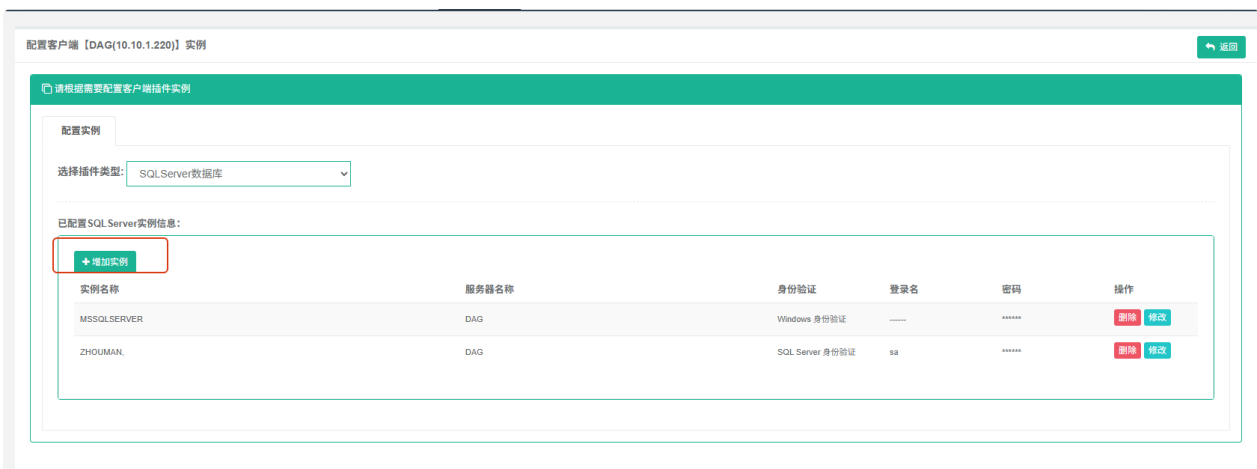 配置客户端【DAG(10.10.1.220)】实例
返回
请根据需要配置客户端插件实例
配置实例
选择插件类型: SQLServer数据库
已配置SQLServer实例信息:
+增加实例
实例名称 服务器名称 身份验证 登录名 密码 操作
MSSQLSERVER DAG Windows 身份验证 ------ ****** 删除 修改
ZHOUMAN, DAG SQL Server 身份验证 sa ****** 删除 修改